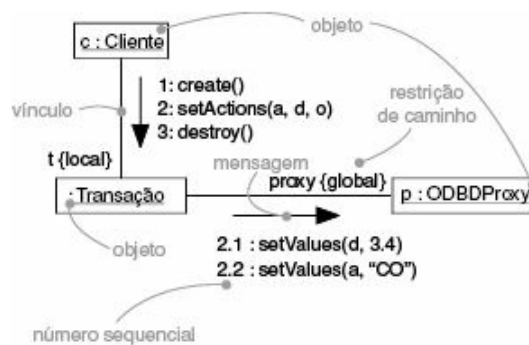 objeto
c : Cliente
1: create()
2: setActions(a, d, o)
3: destroy()
vínculo
restrição
de caminho
t {local}
mensagem
proxy {global}
: Transação
p : ODBDProxy
objeto
2.1 : setValues(d, 3.4)
2.2 : setValues(a, "CO")
número sequencial